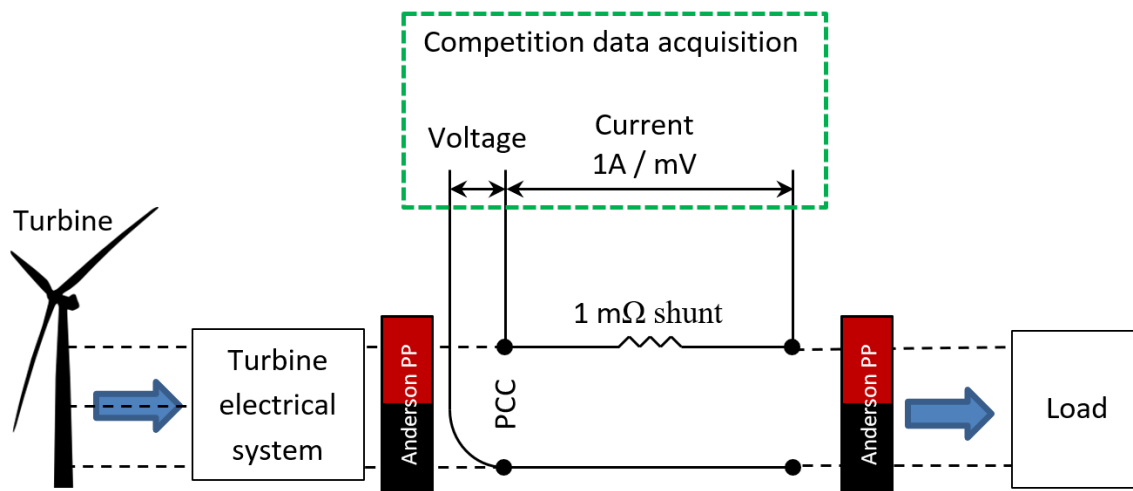 Competition data acquisition
Voltage
Current
1A / mV
Turbine
1 mΩ shunt
Turbine
electrical
system
Anderson PP
PCC
Anderson PP
Load